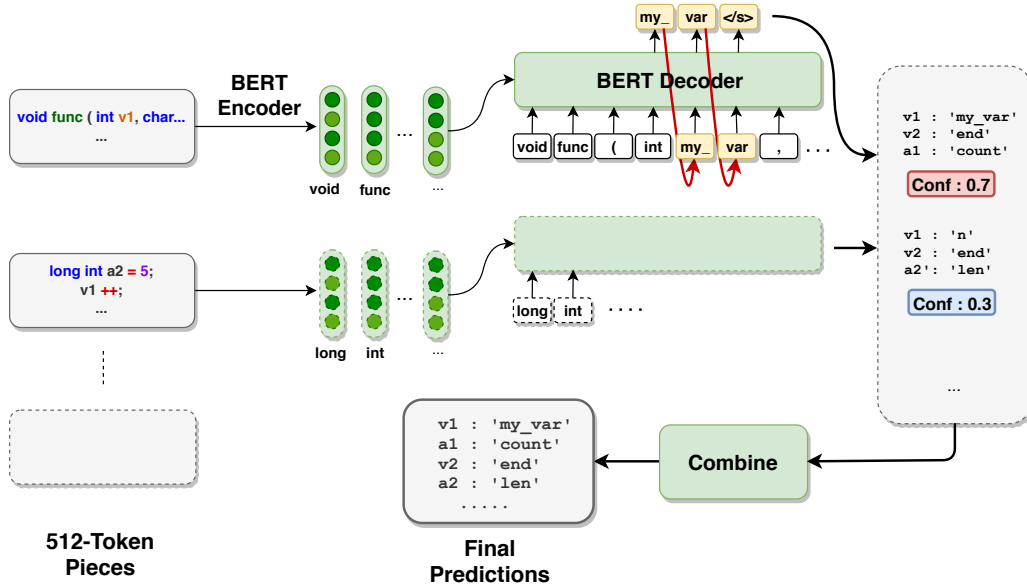 my_ var </s>
BERT
Encoder
BERT Decoder
void func ( int v1, char...
...
...
void func ( int my_ var , . . .
void func ...
v1 : 'my_var'
v2 : 'end'
a1 : 'count'
Conf : 0.7
long int a2 = 5;
v1 ++;
...
...
long int . . . .
long int ...
v1 : 'n'
v2 : 'end'
a2': 'len'
Conf : 0.3
...
v1 : 'my_var'
a1 : 'count'
v2 : 'end'
a2 : 'len'
.....
Combine
512-Token
Pieces
Final
Predictions